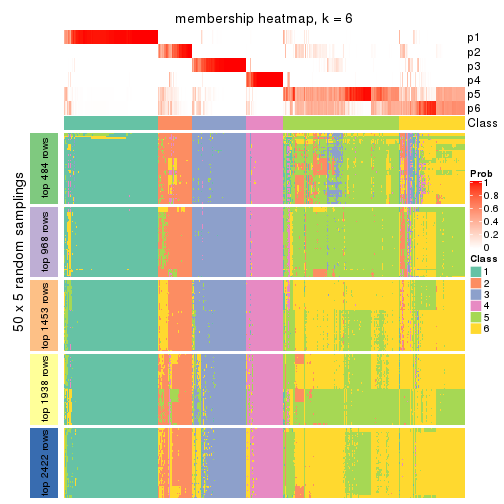 membership heatmap, k = 6
p1
p2
p3
p4
p5
p6
Class
50 x 5 random samplings
top 484 rows
top 968 rows
top 1453 rows
top 1938 rows
top 2422 rows
Prob
1
0.8
0.6
0.4
0.2
0
Class
1
2
3
4
5
6